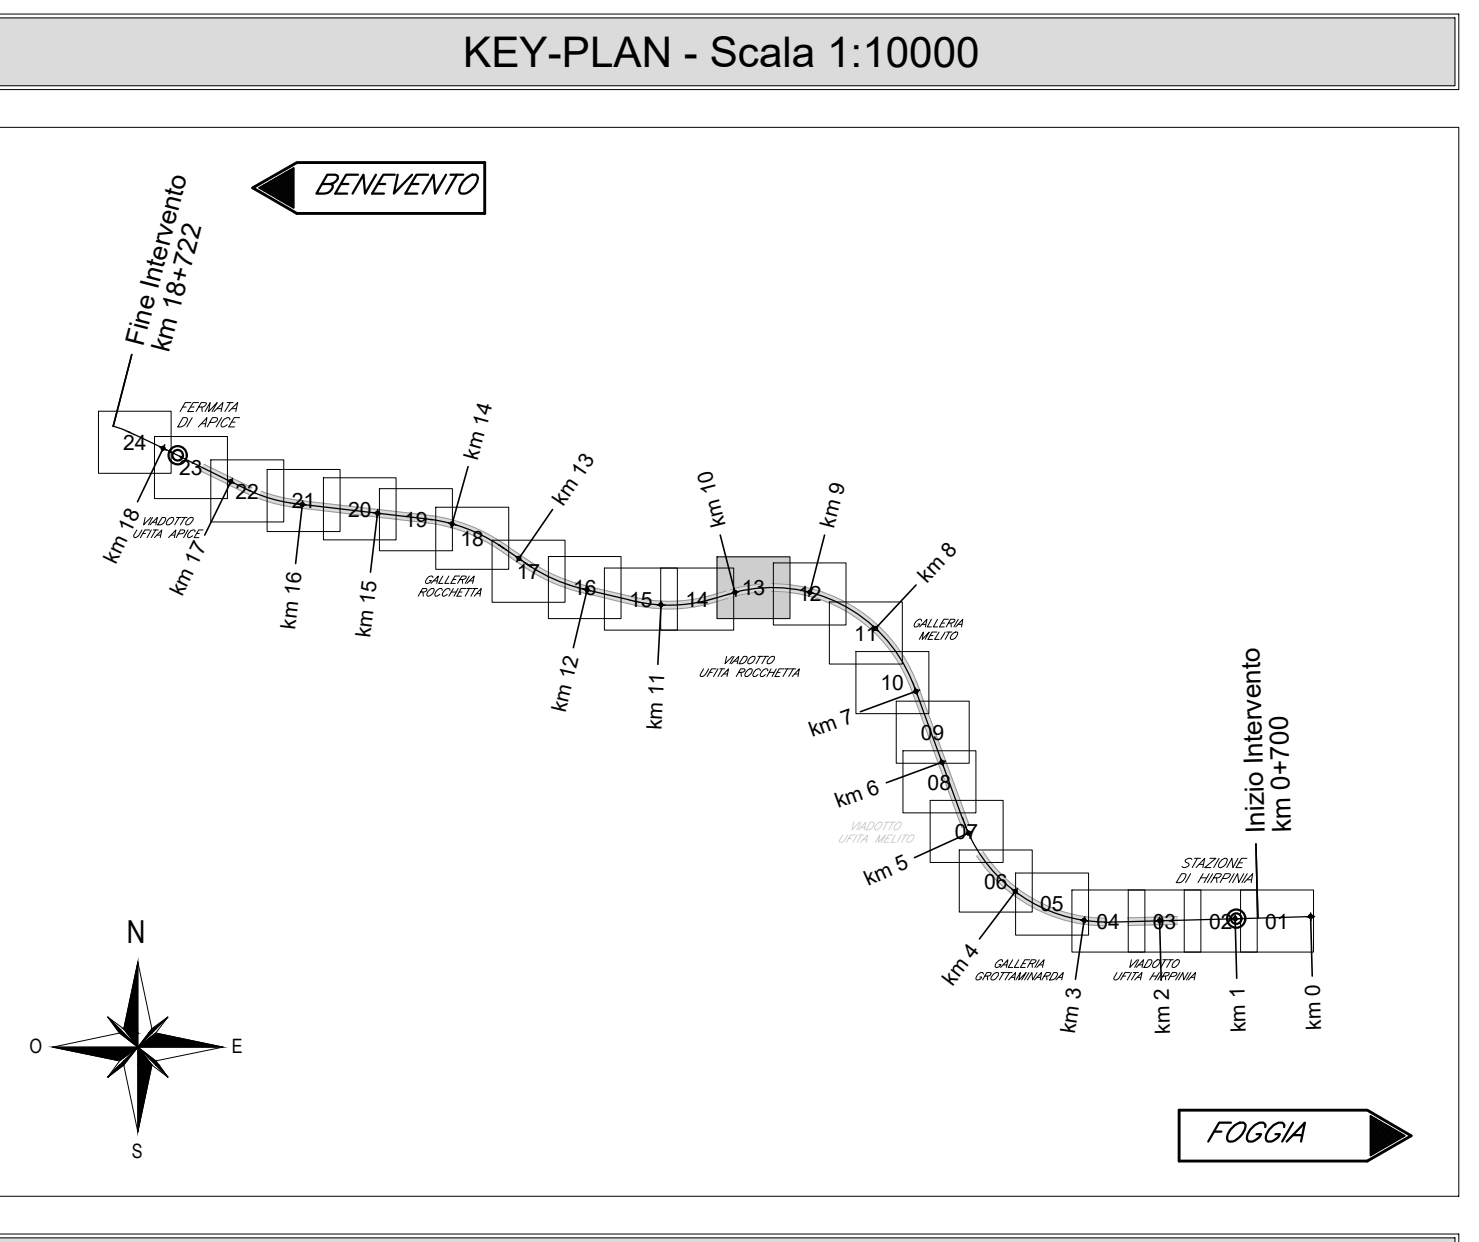 KEY-PLAN - Scala 1:10000
BENEVENTO
Fine Intervento
km 18+722
FERMATA
DI APICE
24
23
22
21
20
19
18
17
16
15
14
13
12
11
10
09
08
07
06
05
04
03
02
01
km 18
VIADOTTO
UFITA APICE
km 17
km 16
km 15
km 14
GALLERIA
ROCCHETTA
km 13
km 12
km 11
km 10
VIADOTTO
UFITA ROCCHETTA
km 9
km 8
GALLERIA
MELITO
km 7
km 6
VIADOTTO
UFITA MELITO
km 5
km 4
GALLERIA
GROTTAMINARDA
km 3
VIADOTTO
UFITA HIRPINIA
km 2
STAZIONE
DI HIRPINIA
km 1
Inizio Intervento
km 0+700
km 0
N
O
E
S
FOGGIA